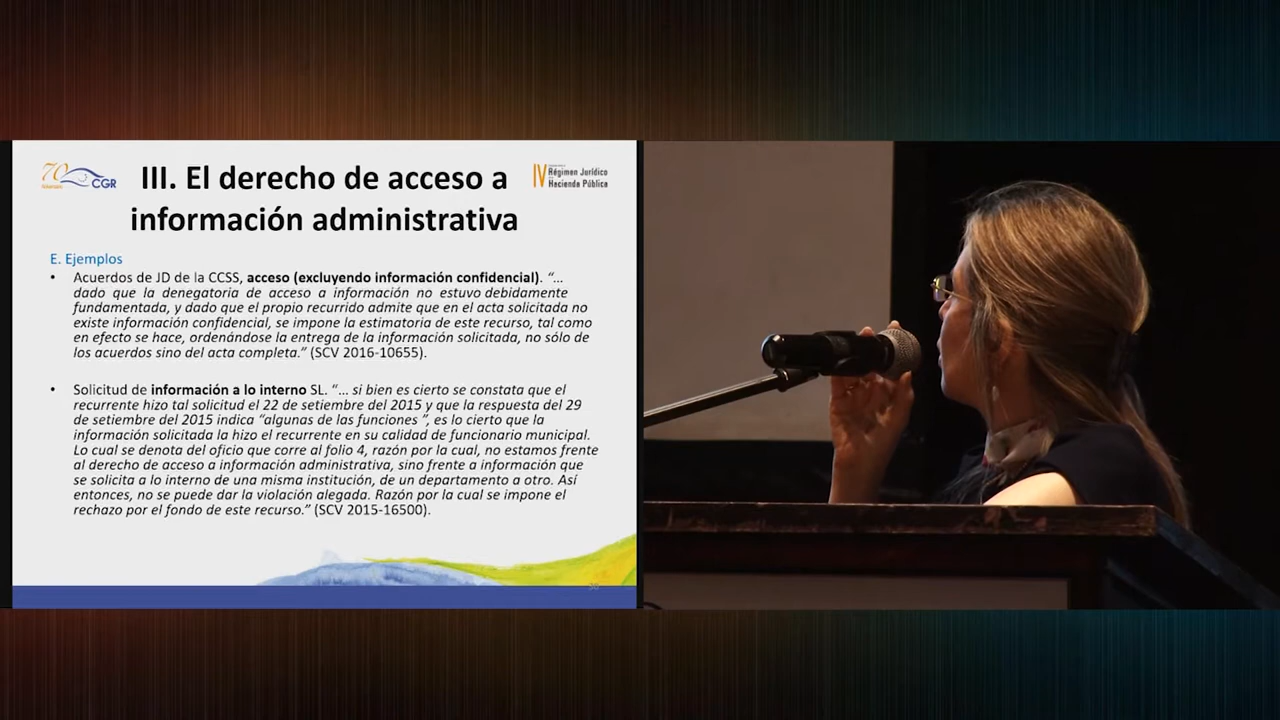 70
CGR
III. El derecho de acceso a
información administrativa
IV
Régimen Jurídico
Hacienda Pública
E. Ejemplos
• Acuerdos de JD de la CCSS, acceso (excluyendo información confidencial). “…
dado que la denegatoria de acceso a información no estuvo debidamente
fundamentada, y dado que el propio recurrido admite que en el acta solicitada no
existe información confidencial, se impone la estimatoria de este recurso, tal como
en efecto se hace, ordenándose la entrega de la información solicitada, no sólo de
los acuerdos sino del acta completa.” (SCV 2016-10655).
• Solicitud de información a lo interno SL. “… si bien es cierto se constata que el
recurrente hizo tal solicitud el 22 de setiembre del 2015 y que la respuesta del 29
de setiembre del 2015 indica “algunas de las funciones “, es lo cierto que la
información solicitada la hizo el recurrente en su calidad de funcionario municipal.
Lo cual se denota del oficio que corre al folio 4, razón por la cual, no estamos frente
al derecho de acceso a información administrativa, sino frente a información que
se solicita a lo interno de una misma institución, de un departamento a otro. Así
entonces, no se puede dar la violación alegada. Razón por la cual se impone el
rechazo por el fondo de este recurso.” (SCV 2015-16500).